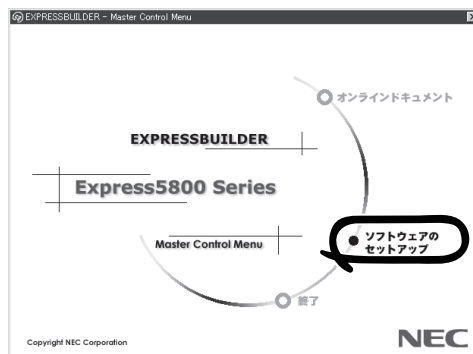 EXPRESSBUILDER - Master Control Menu
オンラインドキュメント
EXPRESSBUILDER
Express5800 Series
Master Control Menu
ソフトウェアの
セットアップ
終了
Copyright NEC Corporation
NEC